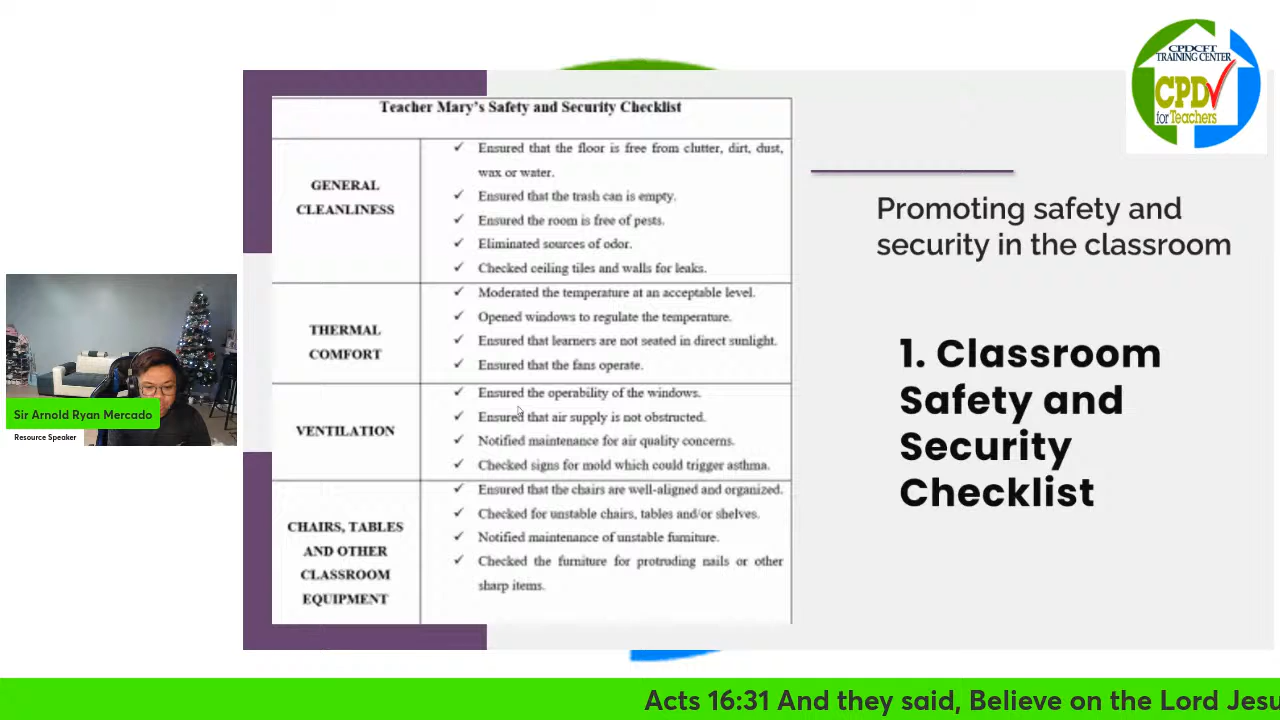 CPDCFT
TRAINING CENTER
CPD
for Teachers
Teacher Mary's Safety and Security Checklist
GENERAL
CLEANLINESS
✓ Ensured that the floor is free from clutter, dirt, dust,
wax or water.
✓ Ensured that the trash can is empty.
✓ Ensured the room is free of pests.
✓ Eliminated sources of odor.
✓ Checked ceiling tiles and walls for leaks.
THERMAL
COMFORT
✓ Moderated the temperature at an acceptable level.
✓ Opened windows to regulate the temperature.
✓ Ensured that learners are not seated in direct sunlight.
✓ Ensured that the fans operate.
VENTILATION
✓ Ensured the operability of the windows.
✓ Ensured that air supply is not obstructed.
✓ Notified maintenance for air quality concerns.
✓ Checked signs for mold which could trigger asthma.
CHAIRS, TABLES
AND OTHER
CLASSROOM
EQUIPMENT
✓ Ensured that the chairs are well-aligned and organized.
✓ Checked for unstable chairs, tables and/or shelves.
✓ Notified maintenance of unstable furniture.
✓ Checked the furniture for protruding nails or other
sharp items.
Promoting safety and
security in the classroom
1. Classroom
Safety and
Security
Checklist
Sir Arnold Ryan Mercado
Resource Speaker
Acts 16:31 And they said, Believe on the Lord Jesu